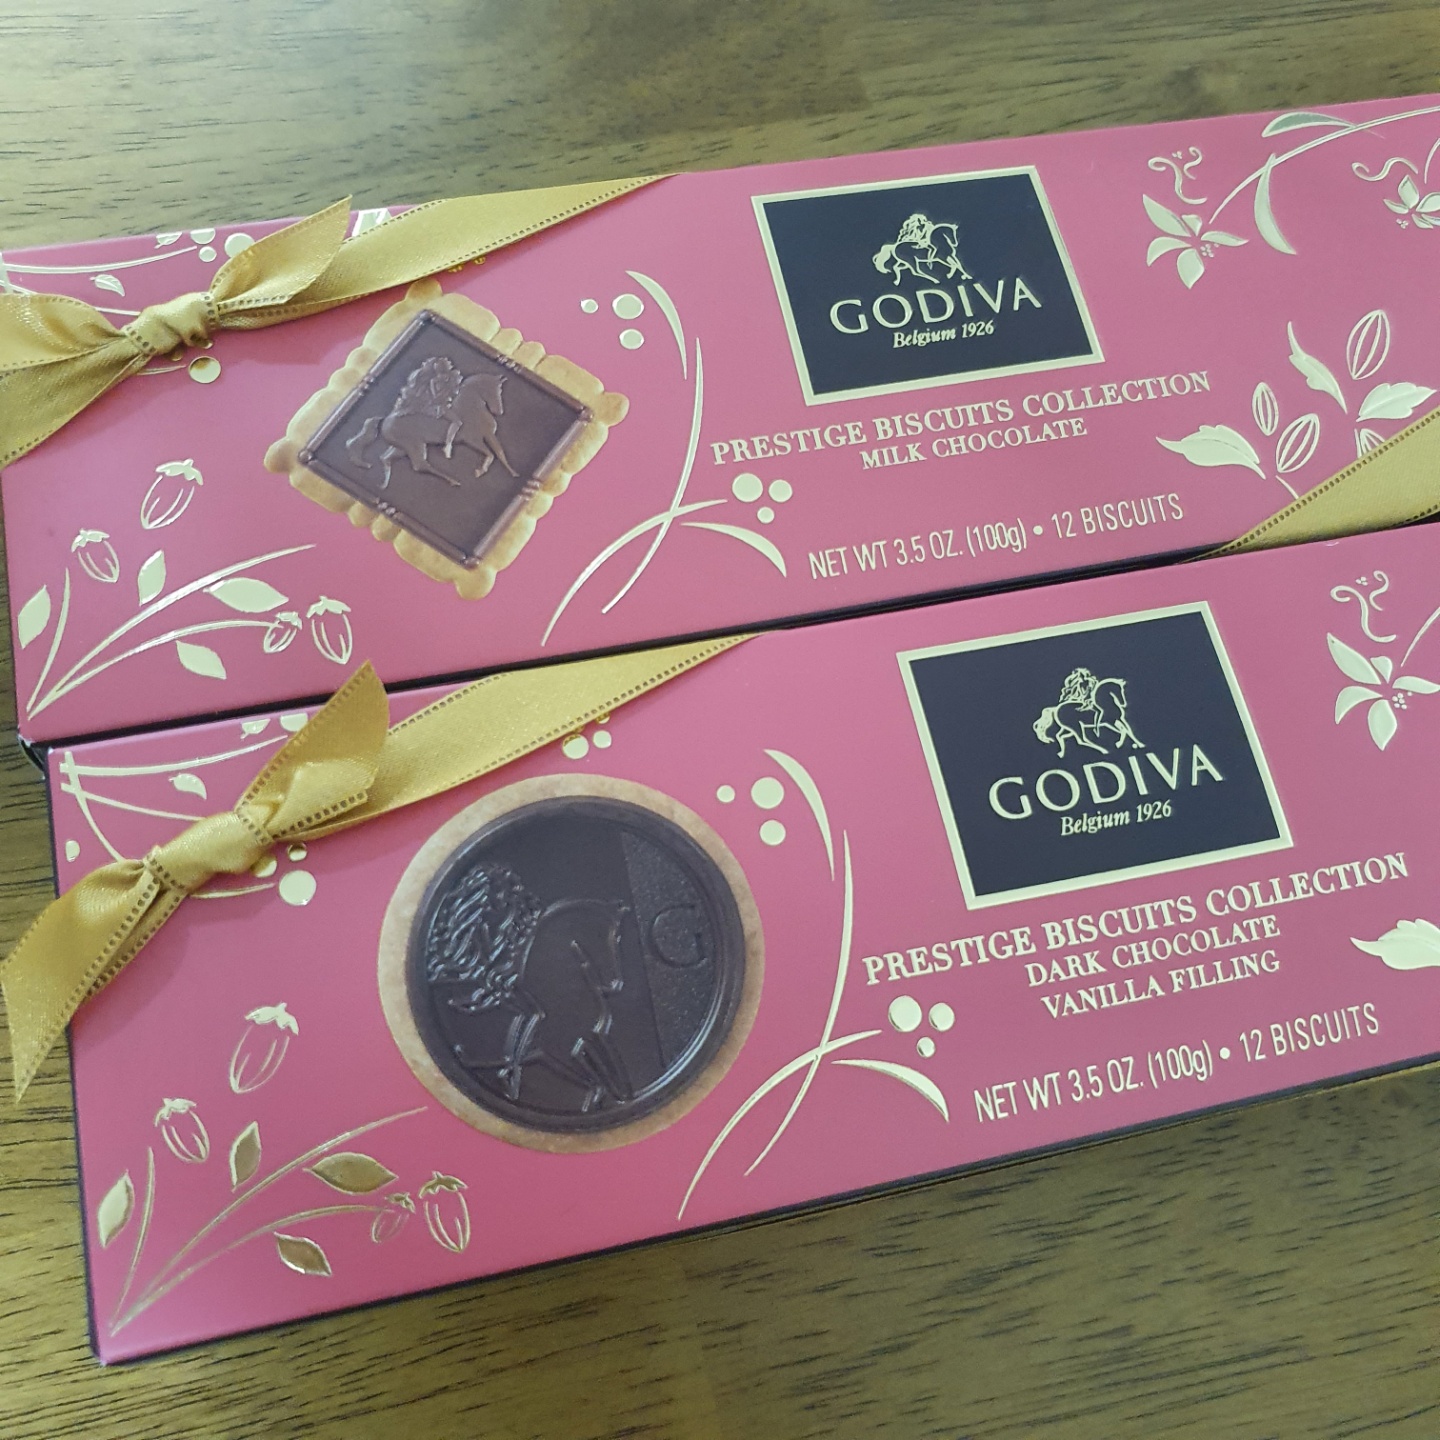 GODIVA
Belgium 1926
PRESTIGE BISCUITS COLLECTION
MILK CHOCOLATE
NET WT 3.5 OZ. (100g) • 12 BISCUITS
G
GODIVA
Belgium 1926
PRESTIGE BISCUITS COLLECTION
DARK CHOCOLATE
VANILLA FILLING
NET WT 3.5 OZ. (100g) • 12 BISCUITS